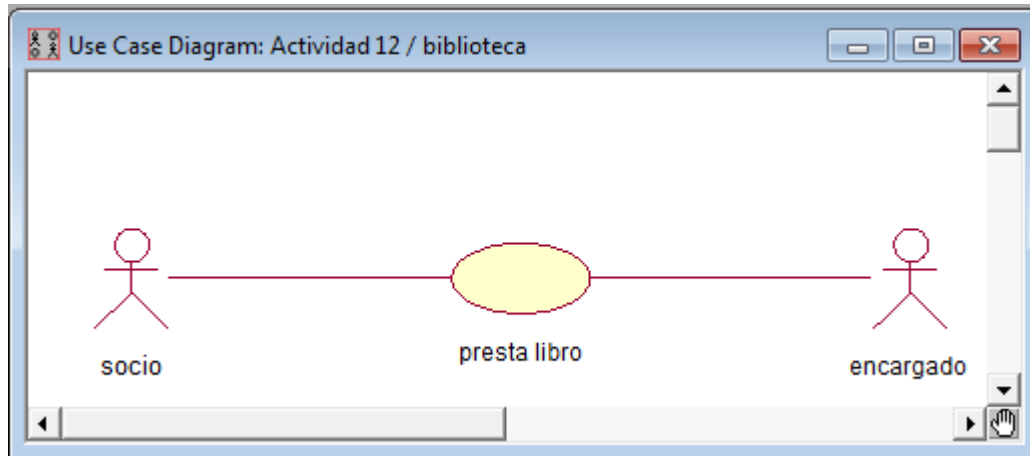 Use Case Diagram: Actividad 12 / biblioteca
socio
presta libro
encargado